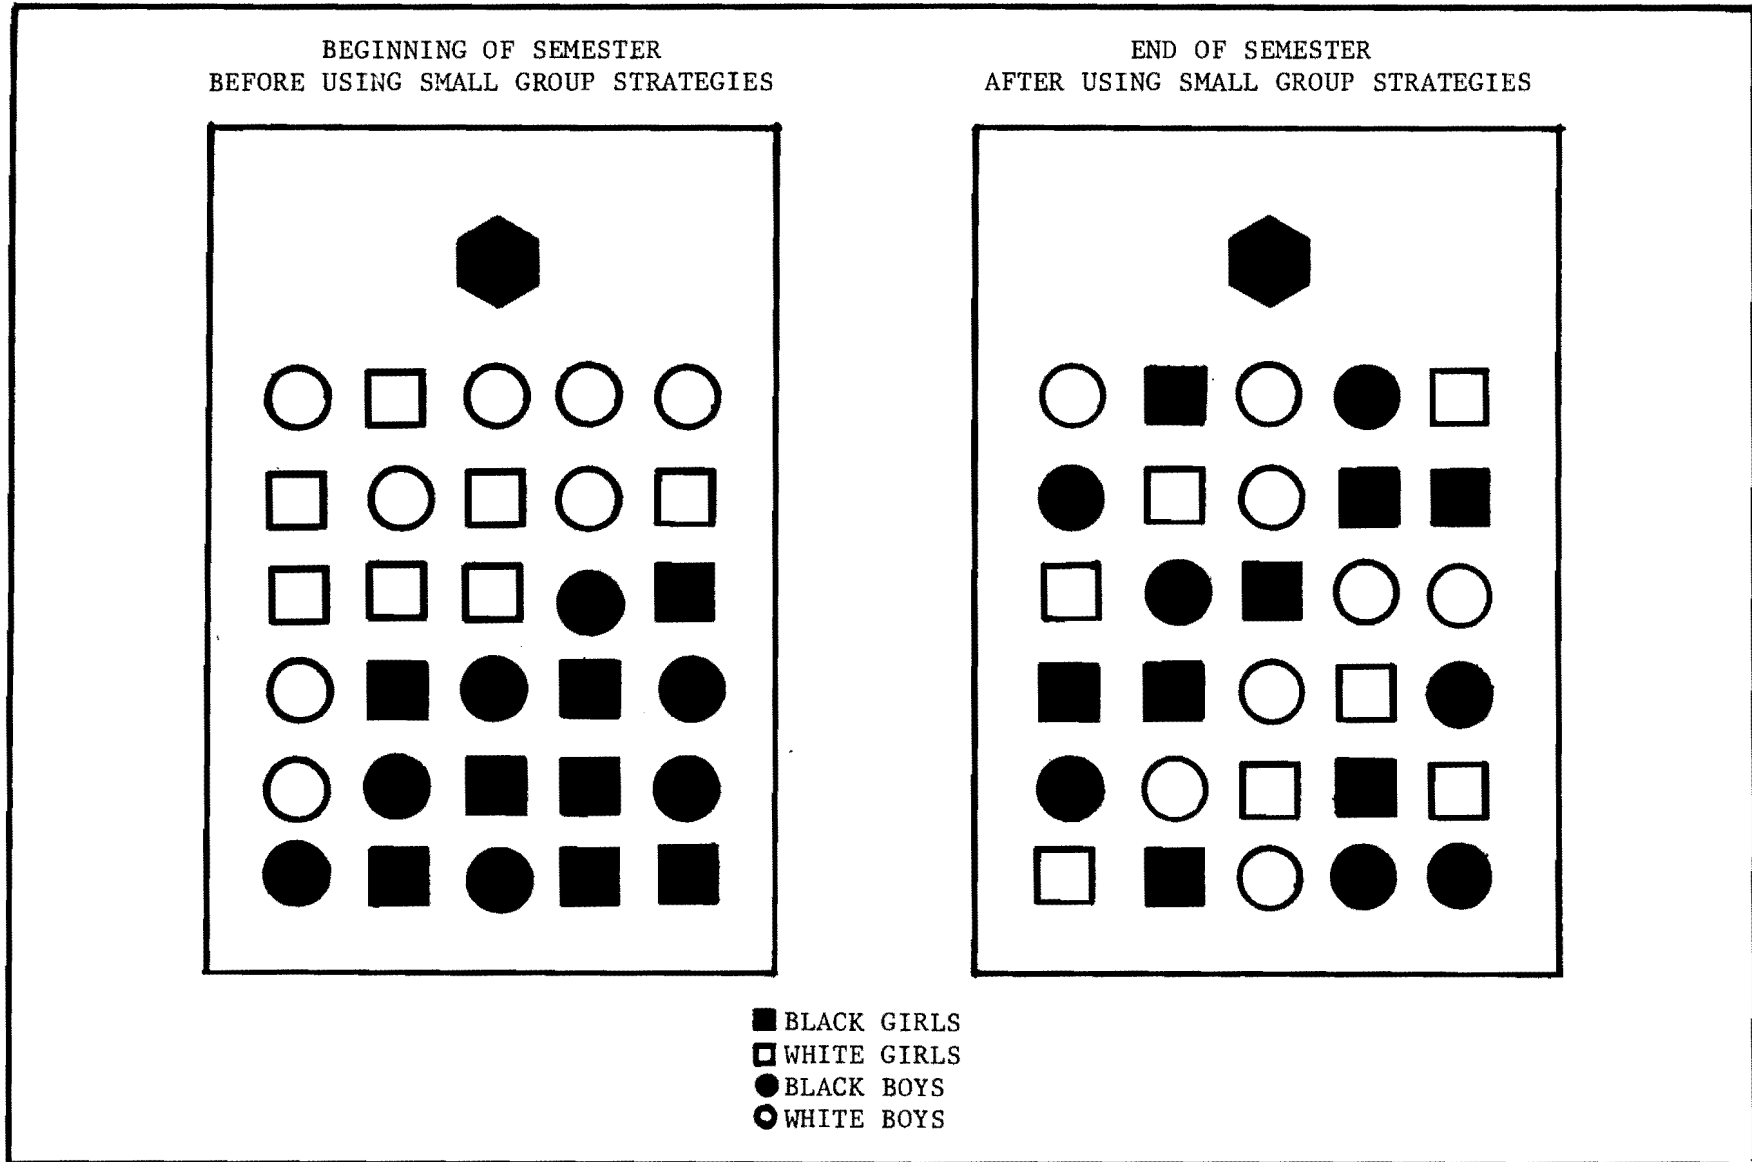 BEGINNING OF SEMESTER
BEFORE USING SMALL GROUP STRATEGIES
END OF SEMESTER
AFTER USING SMALL GROUP STRATEGIES
BLACK GIRLS
WHITE GIRLS
BLACK BOYS
WHITE BOYS